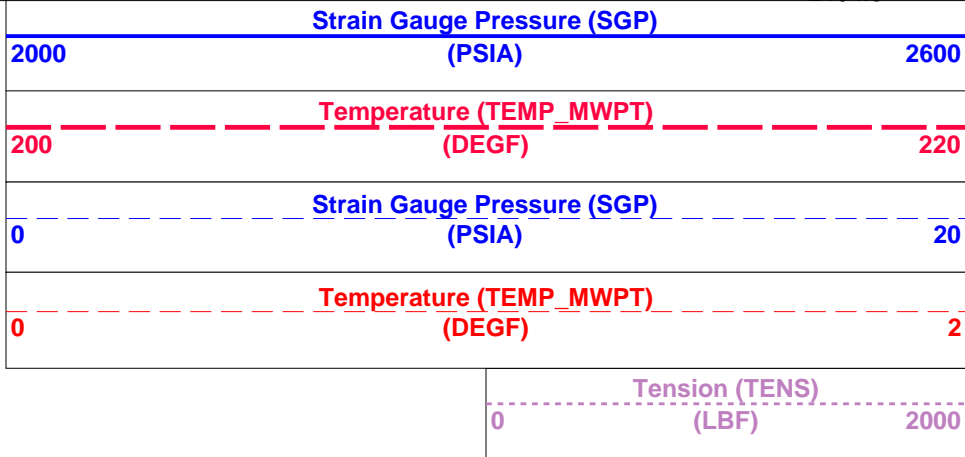 Strain Gauge Pressure (SGP)
2000 (PSIA) 2600
Temperature (TEMP_MWPT)
200 (DEGF) 220
Strain Gauge Pressure (SGP)
0 (PSIA) 20
Temperature (TEMP_MWPT)
0 (DEGF) 2
Tension (TENS)
0 (LBF) 2000